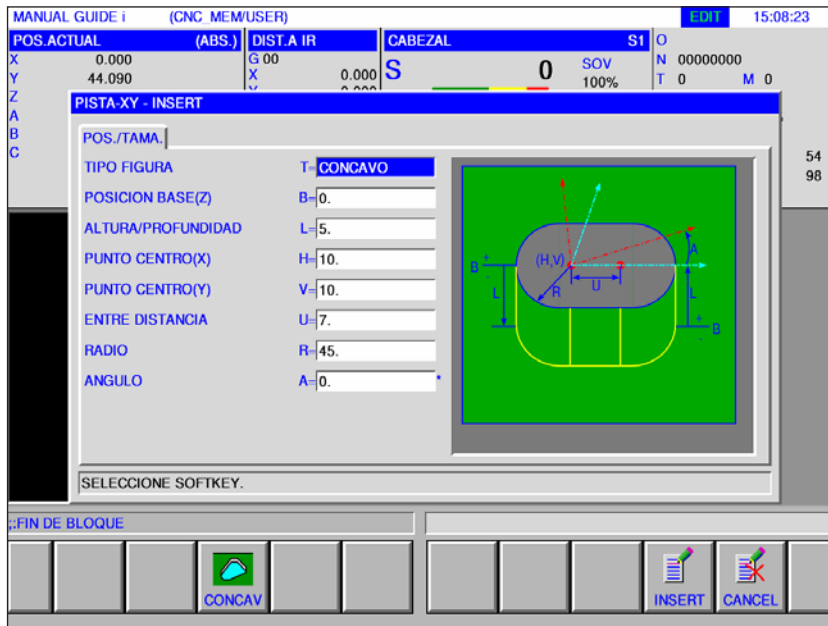 MANUAL GUIDE i (CNC_MEM/USER) EDIT 15:08:23
POS.ACTUAL (ABS.) DIST.A IR CABEZAL S1 O
X 0.000 G 00 S 0 SOV 100% N 00000000
Y 44.090 X 0.000 T 0 M 0
Z
A
B
C
54
98
PISTA-XY - INSERT
POS./TAMA.
TIPO FIGURA T=CONCAVO
POSICION BASE(Z) B=0.
ALTURA/PROFUNDIDAD L=5.
PUNTO CENTRO(X) H=10.
PUNTO CENTRO(Y) V=10.
ENTRE DISTANCIA U=7.
RADIO R=45.
ANGULO A=0. *
B + - L (H,V) R U A L + - B
SELECCIONE SOFTKEY.
;;FIN DE BLOQUE
CONCAV INSERT CANCEL